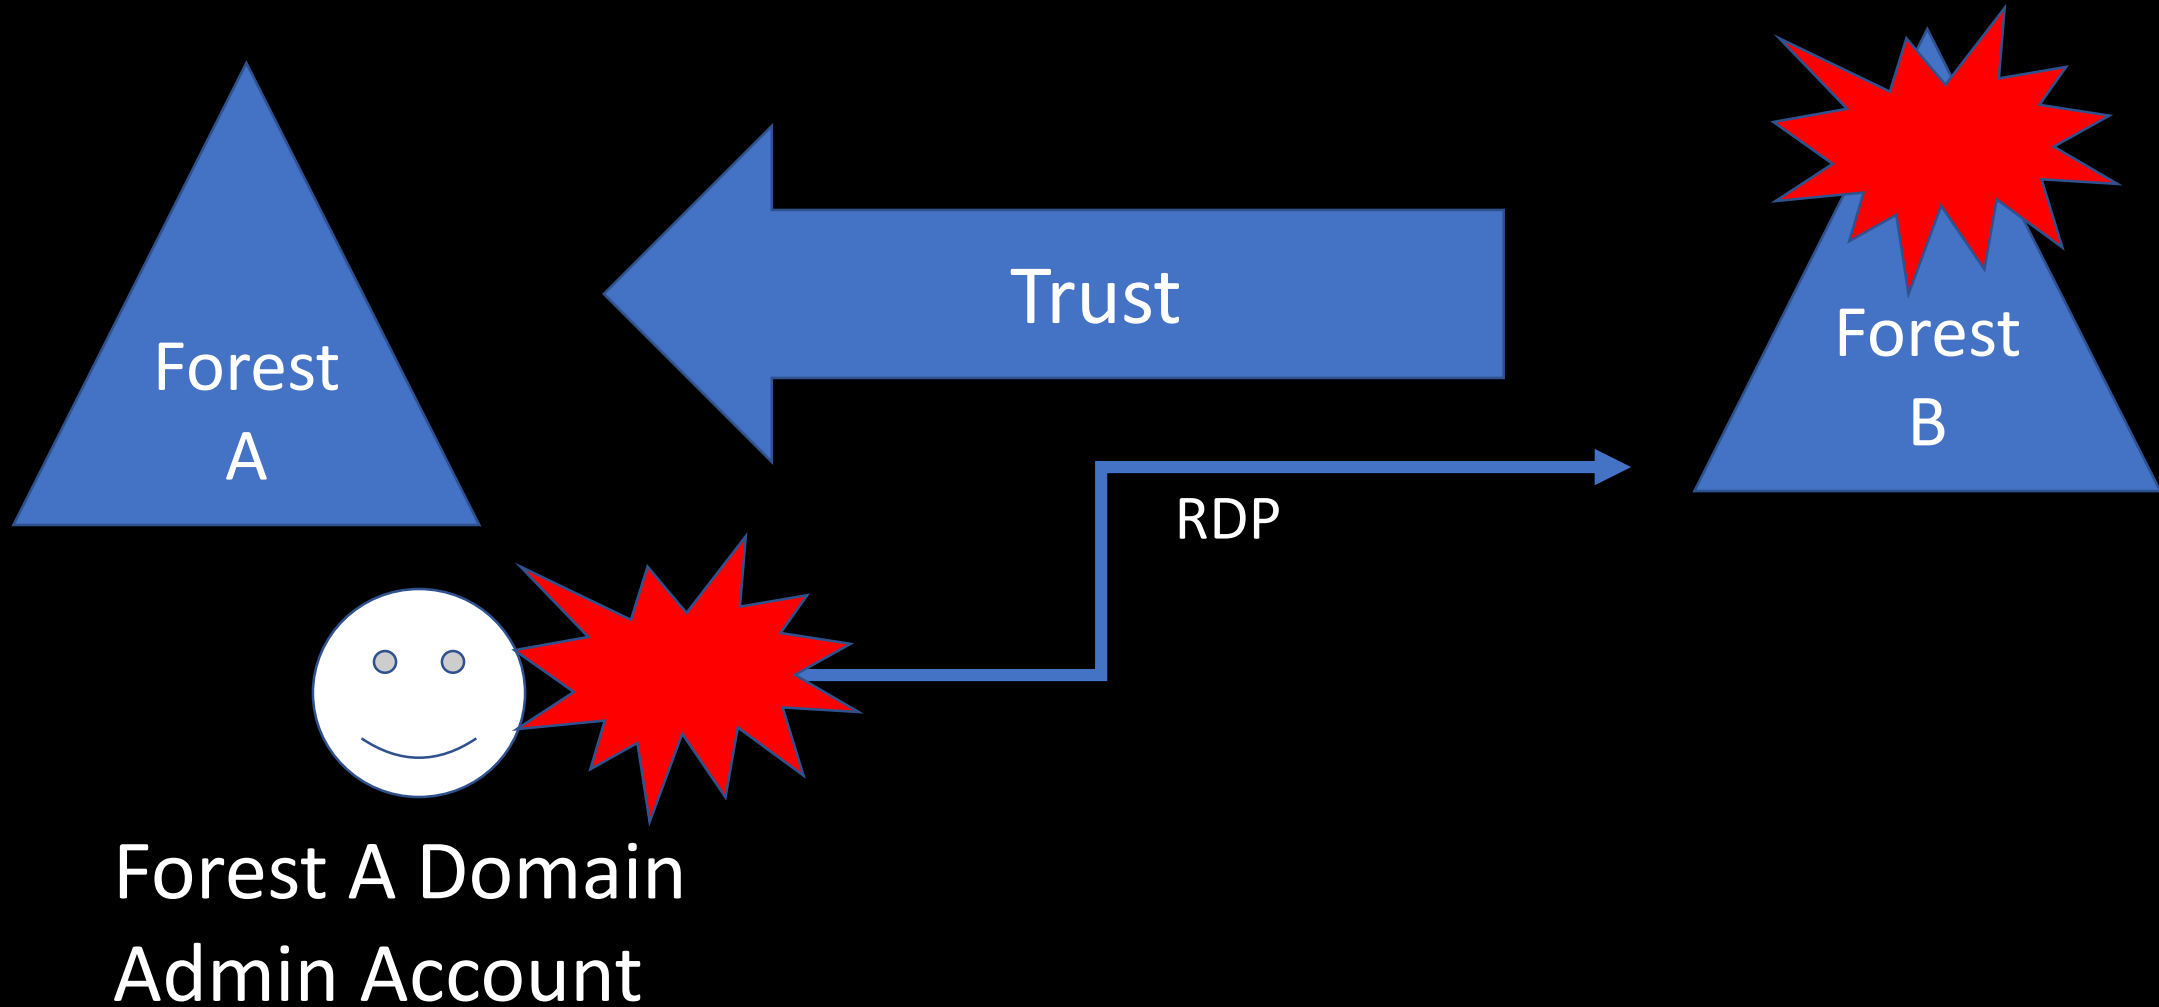 Forest
A
Trust
Forest
B
RDP
Forest A Domain
Admin Account